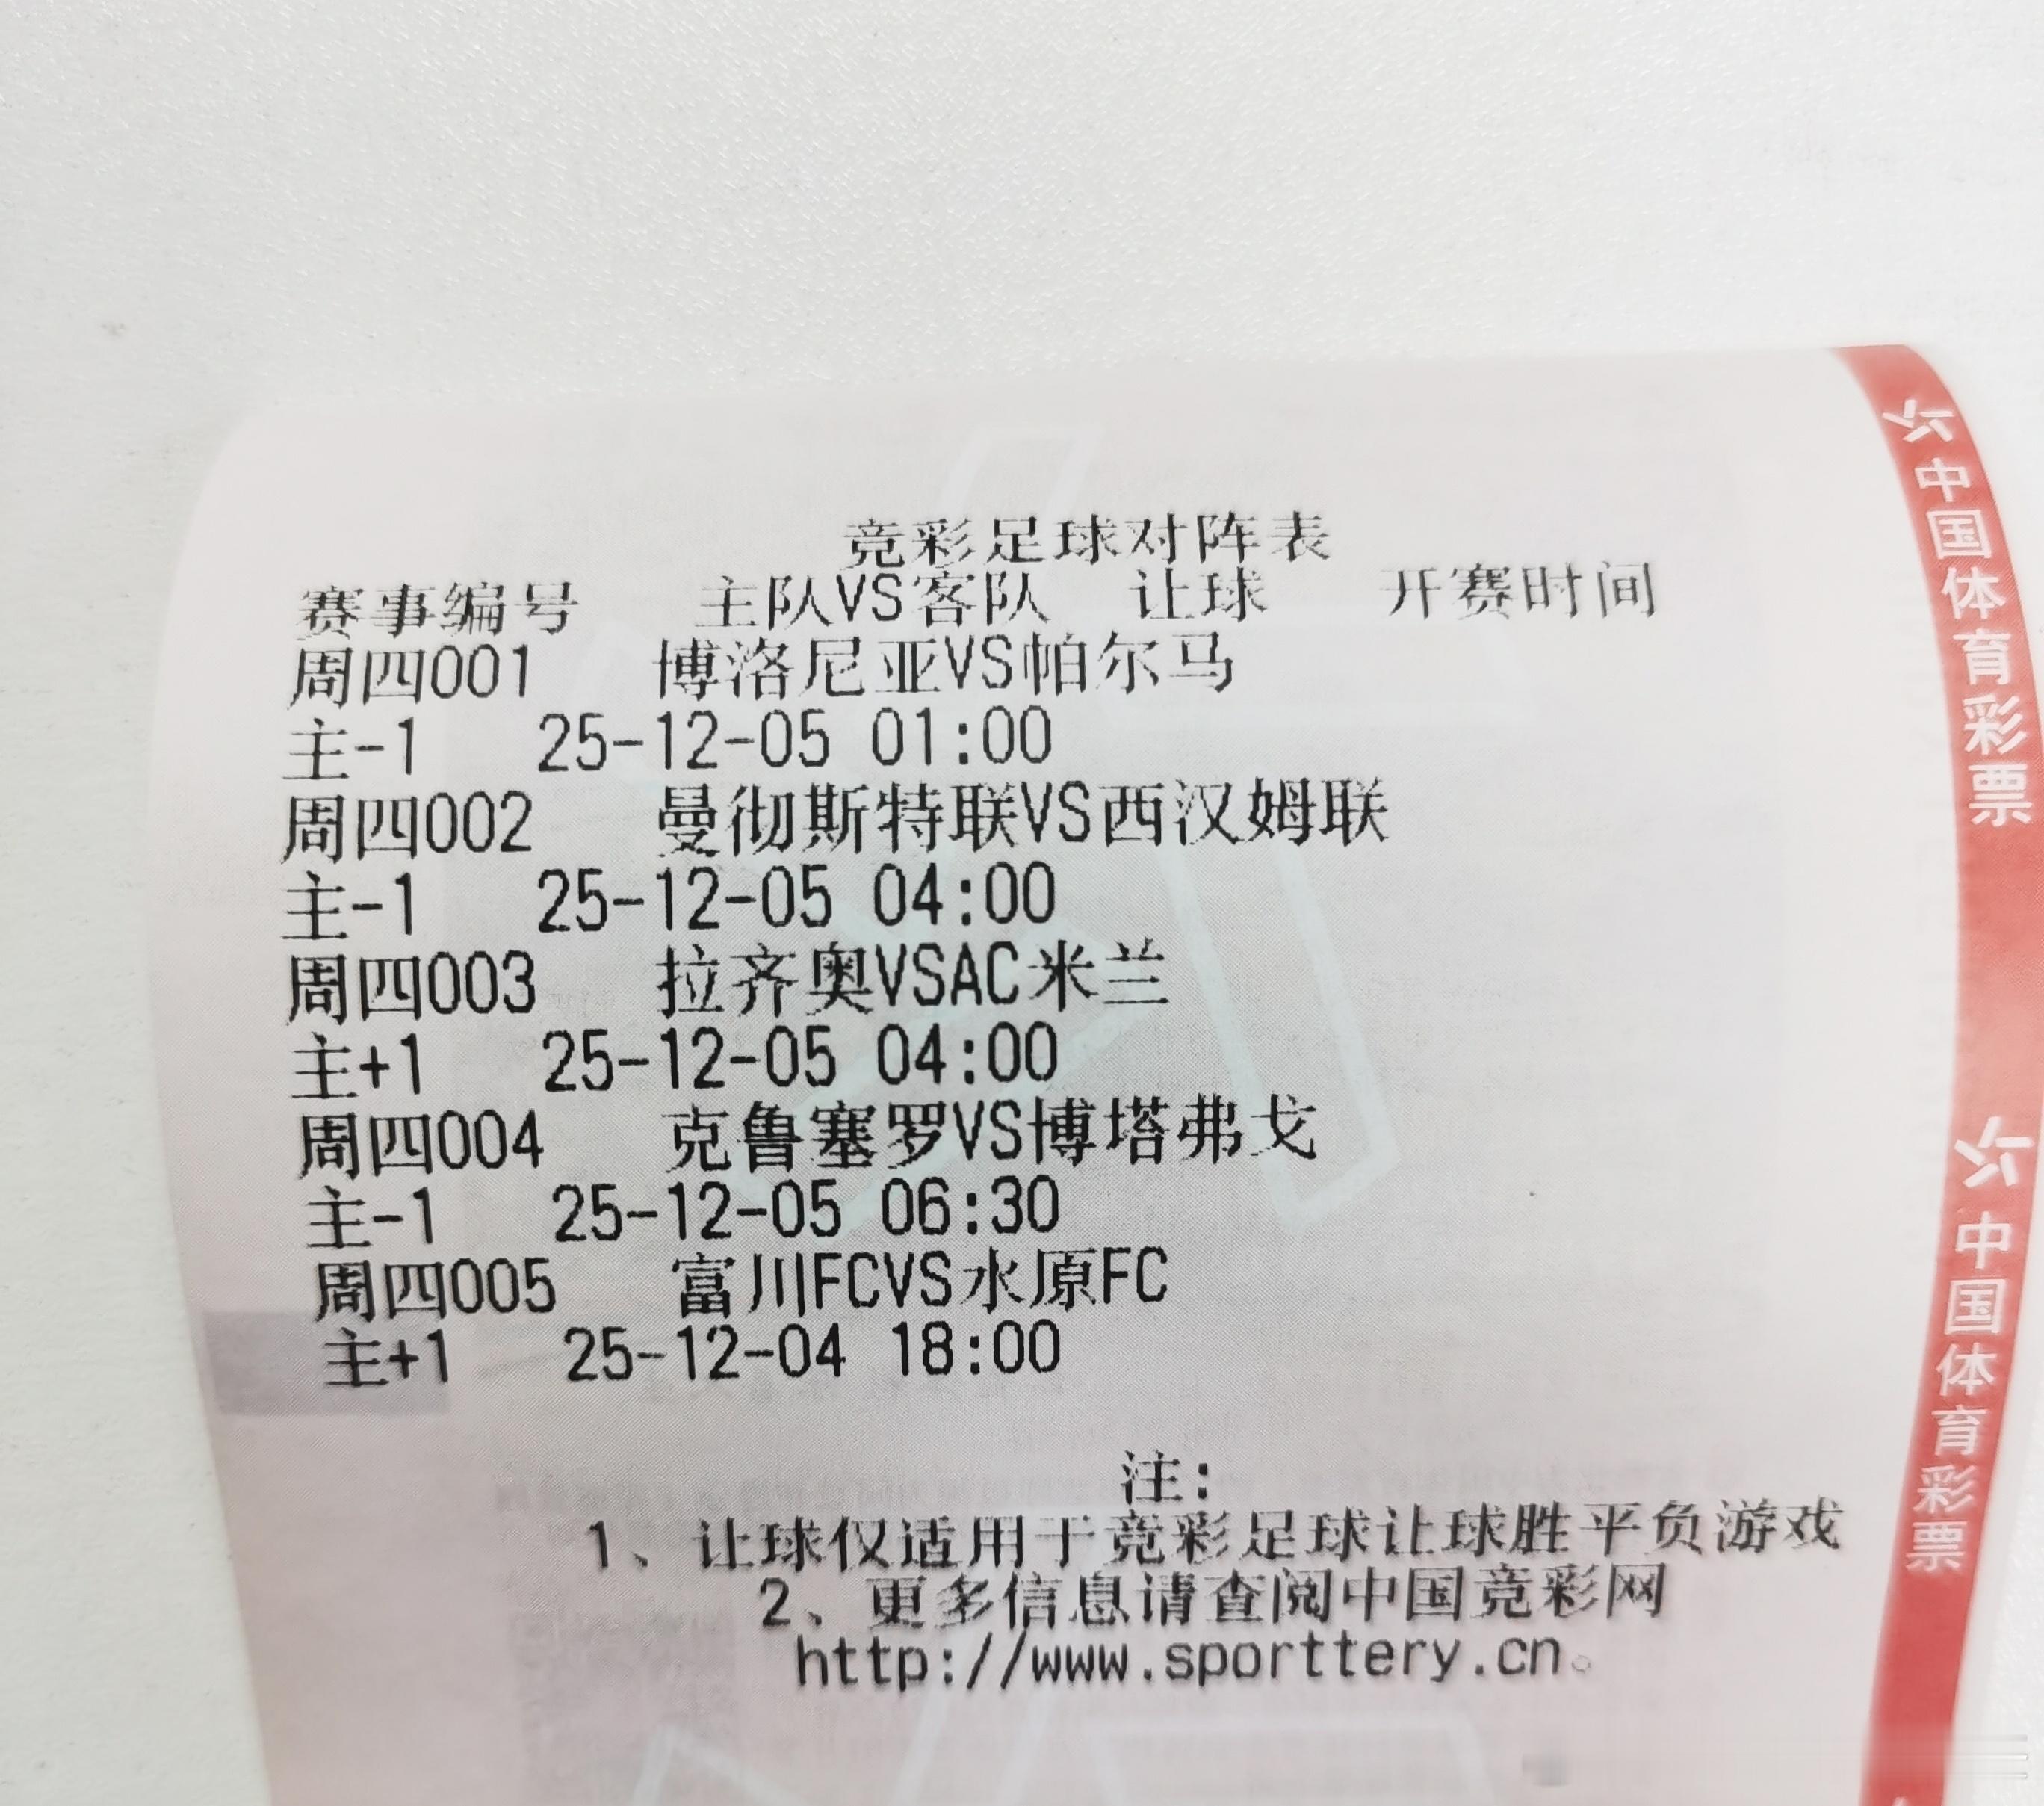 竞彩足球对阵表
赛事编号 主队VS客队 让球 开赛时间
周四001 博洛尼亚VS帕尔马
主-1 25-12-05 01:00
周四002 曼彻斯特联VS西汉姆联
主-1 25-12-05 04:00
周四003 拉齐奥VSAC米兰
主+1 25-12-05 04:00
周四004 克鲁塞罗VS博塔弗戈
主-1 25-12-05 06:30
周四005 富川FCVS水原FC
主+1 25-12-04 18:00
注:
1、让球仅适用于竞彩足球让球胜平负游戏
2、更多信息请查阅中国竞彩网
http://www.sporttery.cn。
中国体育彩票
中国体育彩票